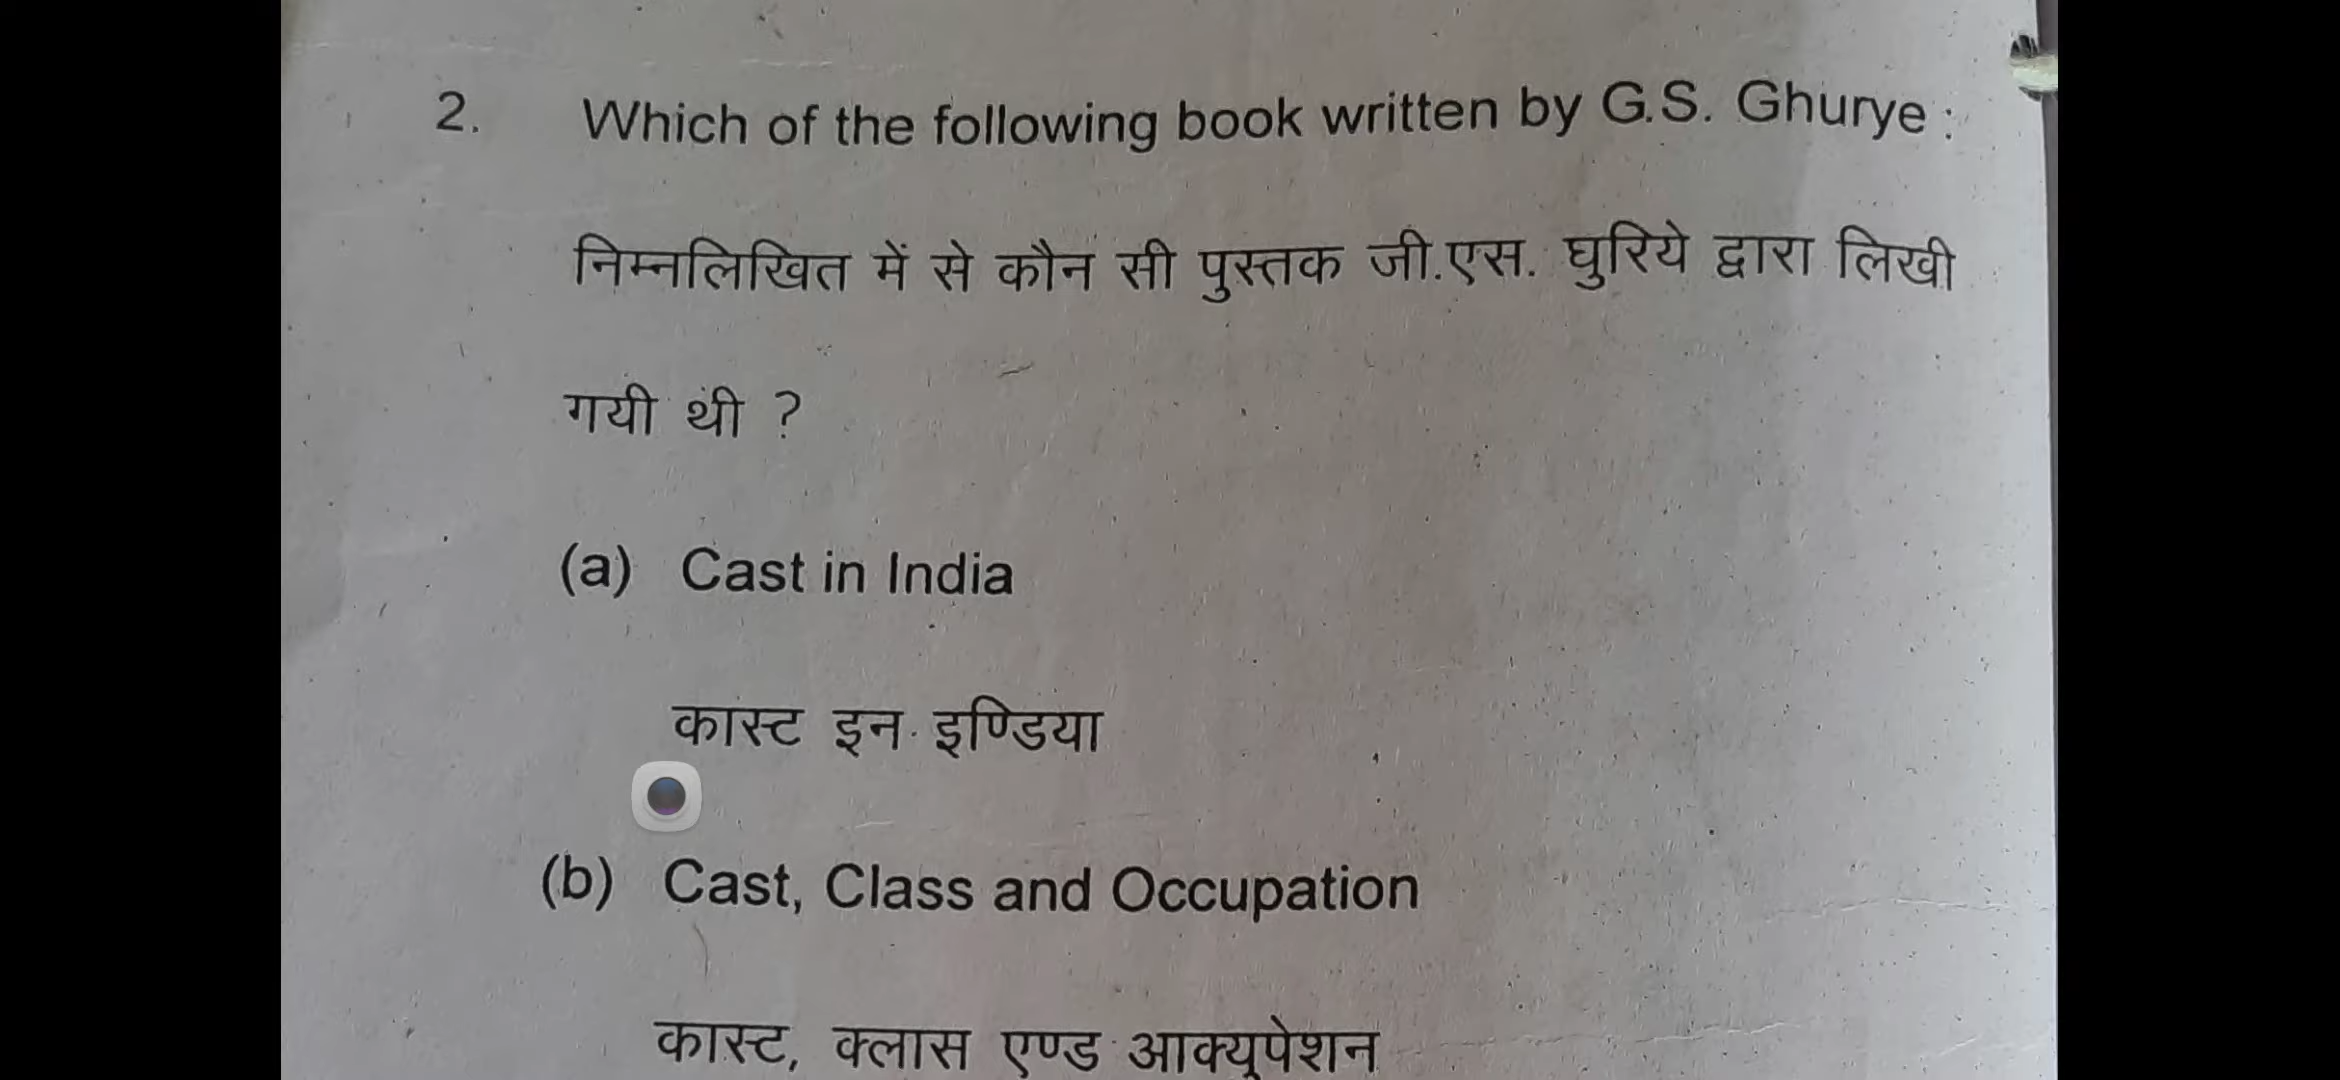 2. Which of the following book written by G.S. Ghurye :
निम्नलिखित में से कौन सी पुस्तक जी.एस. घुरिये द्वारा लिखी
गयी थी ?
(a) Cast in India
कास्ट इन इण्डिया
(b) Cast, Class and Occupation
कास्ट, क्लास एण्ड आक्यूपेशन